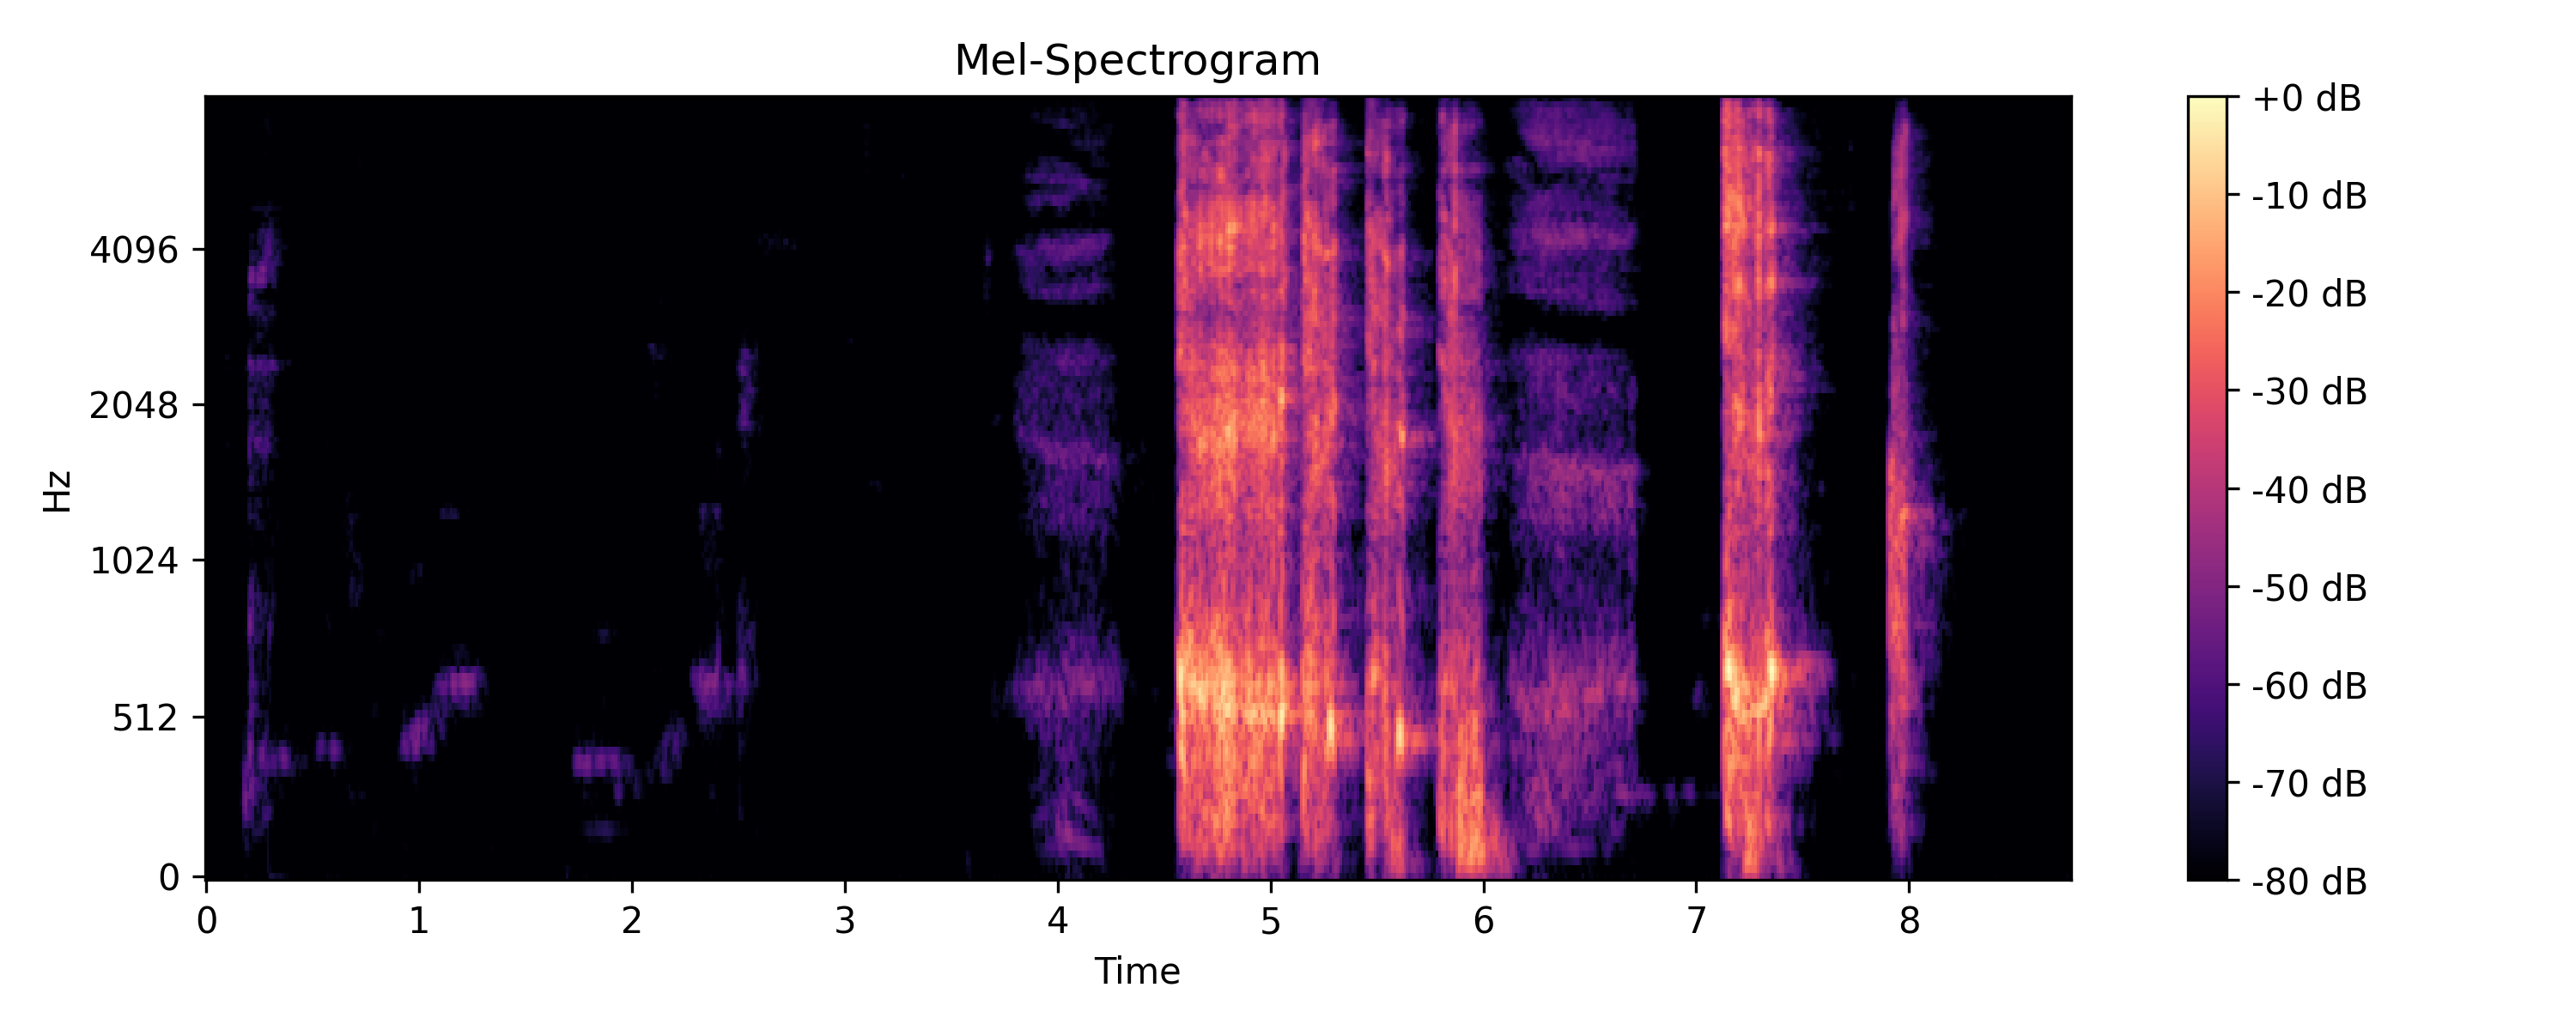 Mel-Spectrogram
Hz
4096
2048
1024
512
0
0 1 2 3 4 5 6 7 8
Time
+0 dB
-10 dB
-20 dB
-30 dB
-40 dB
-50 dB
-60 dB
-70 dB
-80 dB